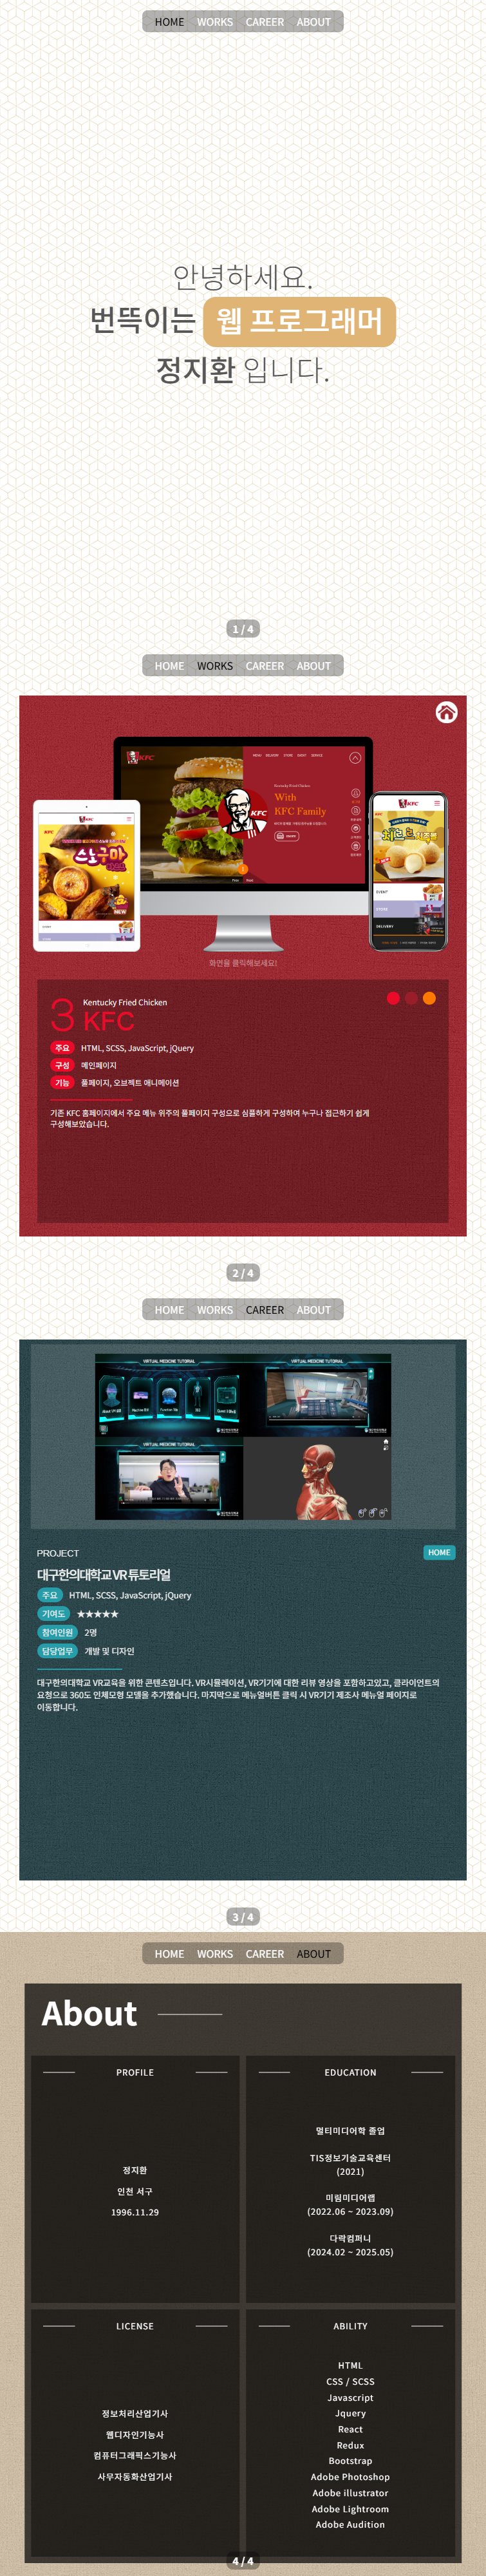 HOME WORKS CAREER ABOUT
안녕하세요.
번뜩이는 웹 프로그래머
정지환 입니다.
1 / 4
HOME WORKS CAREER ABOUT
KFC
With
KFC Family
KFC
화면을 클릭해보세요!
3 Kentucky Fried Chicken
KFC
주요 HTML, SCSS, JavaScript, jQuery
구성 메인페이지
기능 풀페이지, 오브젝트 애니메이션
기존 KFC 홈페이지에서 주요 메뉴 위주의 풀페이지 구성으로 심플하게 구성하여 누구나 접근하기 쉽게
구성해보았습니다.
2 / 4
HOME WORKS CAREER ABOUT
VIRTUAL MEDICINE TUTORIAL VIRTUAL MEDICINE TUTORIAL
VIRTUAL MEDICINE TUTORIAL
PROJECT
HOME
대구한의대학교 VR 튜토리얼
주요 HTML, SCSS, JavaScript, jQuery
기여도 ★★★★★
참여인원 2명
담당업무 개발 및 디자인
대구한의대학교 VR교육을 위한 콘텐츠입니다. VR시뮬레이션, VR기기에 대한 리뷰 영상을 포함하고있고, 클라이언트의
요청으로 360도 인체모형 모델을 추가했습니다. 마지막으로 메뉴얼버튼 클릭 시 VR기기 제조사 메뉴얼 페이지로
이동합니다.
3 / 4
HOME WORKS CAREER ABOUT
About
PROFILE
정지환
인천 서구
1996.11.29
EDUCATION
멀티미디어학 졸업
TIS정보기술교육센터
(2021)
미림미디어랩
(2022.06 ~ 2023.09)
다락컴퍼니
(2024.02 ~ 2025.05)
LICENSE
정보처리산업기사
웹디자인기능사
컴퓨터그래픽스기능사
사무자동화산업기사
ABILITY
HTML
CSS / SCSS
Javascript
Jquery
React
Redux
Bootstrap
Adobe Photoshop
Adobe illustrator
Adobe Lightroom
Adobe Audition
4 / 4